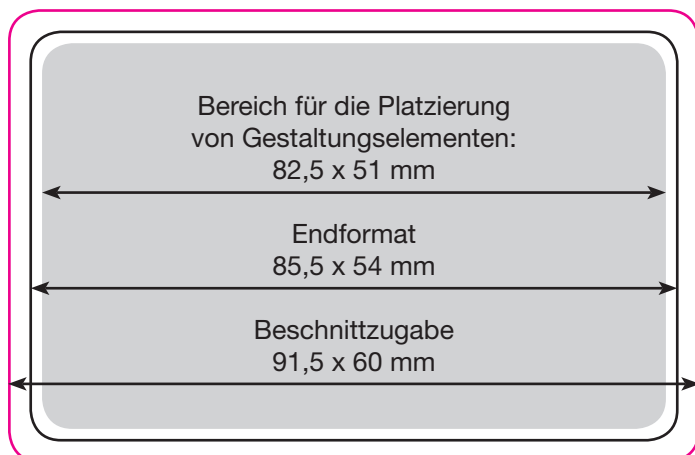 Bereich für die Platzierung
von Gestaltungselementen:
82,5 x 51 mm
Endformat
85,5 x 54 mm
Beschnittzugabe
91,5 x 60 mm